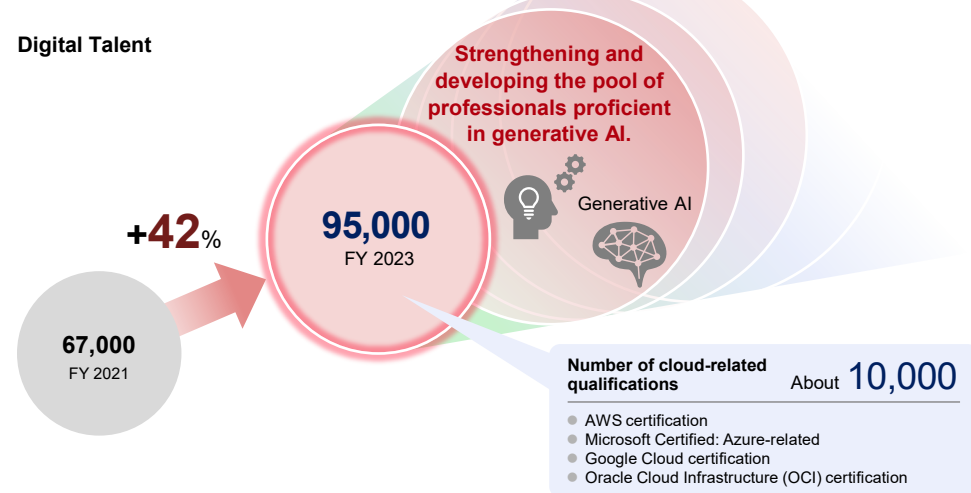 Digital Talent
Strengthening and
developing the pool of
professionals proficient
in generative AI.
Generative AI
+42%
95,000
FY 2023
67,000
FY 2021
Number of cloud-related
qualifications
About 10,000
AWS certification
Microsoft Certified: Azure-related
Google Cloud certification
Oracle Cloud Infrastructure (OCI) certification